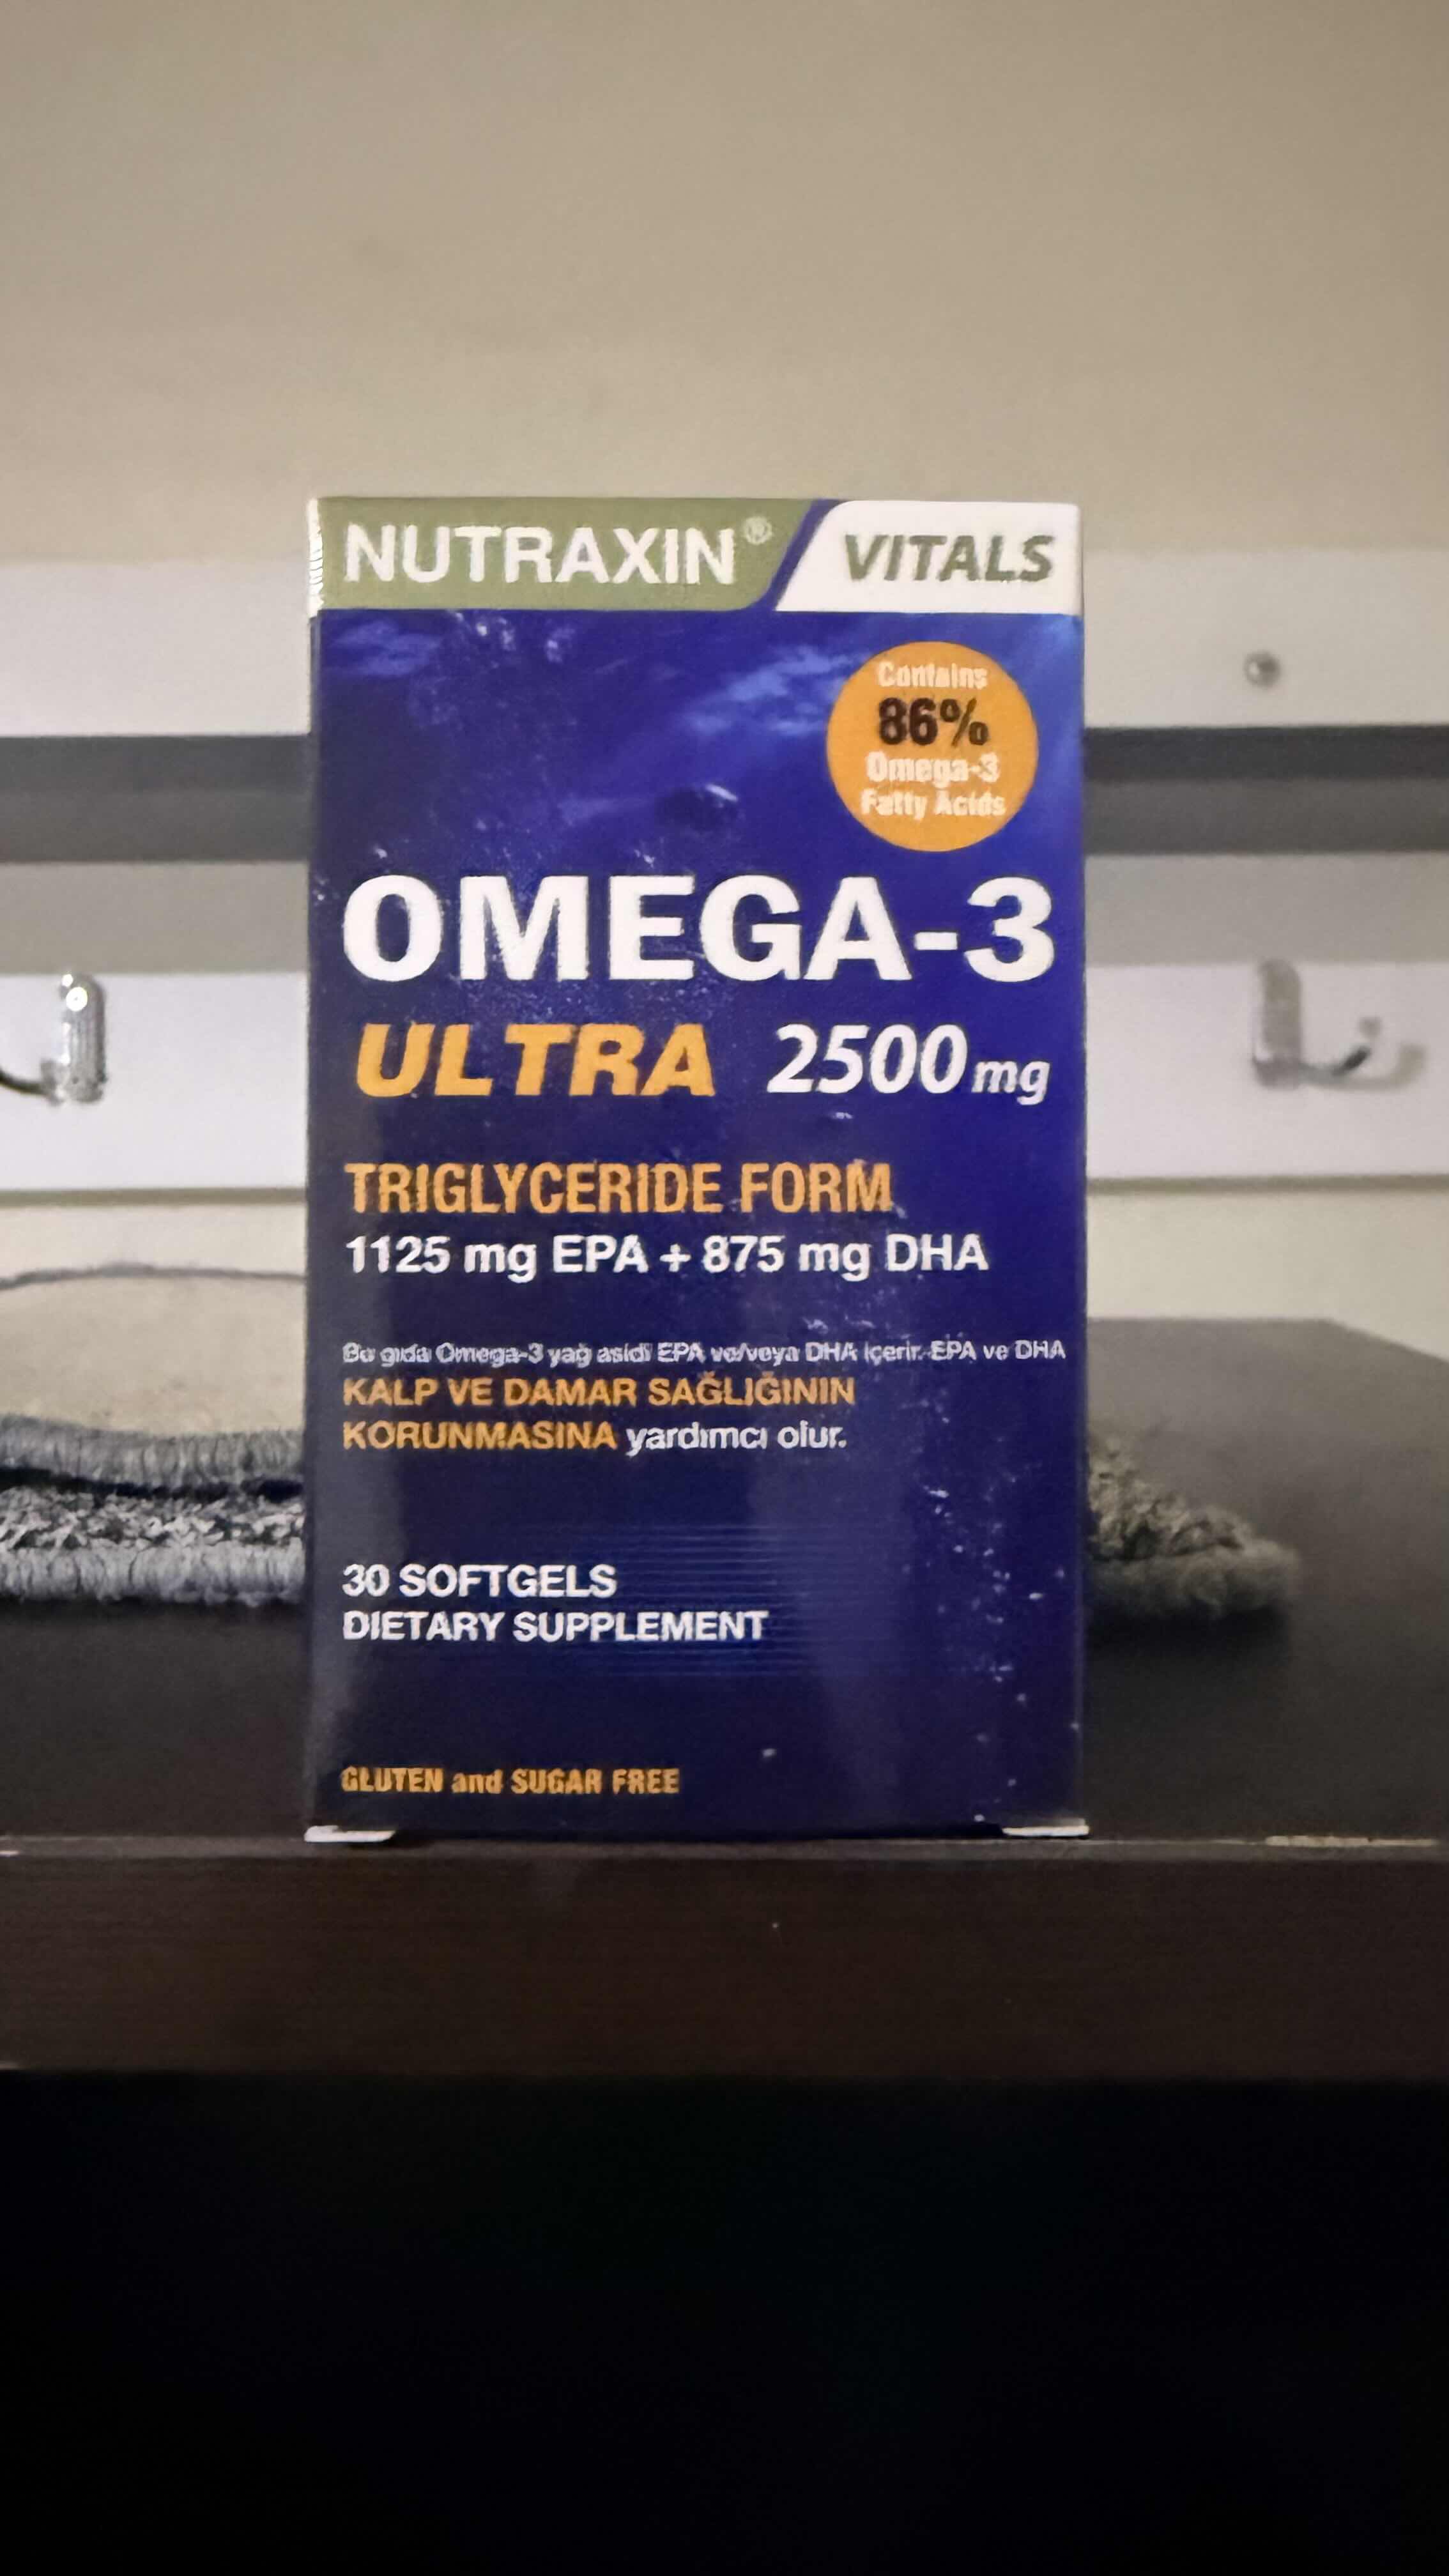 NUTRAXIN® VITALS
Contains
86%
Omega-3
Fatty Acids
OMEGA-3
ULTRA 2500 mg
TRIGLYCERIDE FORM
1125 mg EPA + 875 mg DHA
Bu gıda Omega-3 yağ asidi EPA ve/veya DHA içerir. EPA ve DHA
KALP VE DAMAR SAĞLIĞININ
KORUNMASINA yardımcı olur.
30 SOFTGELS
DIETARY SUPPLEMENT
GLUTEN and SUGAR FREE